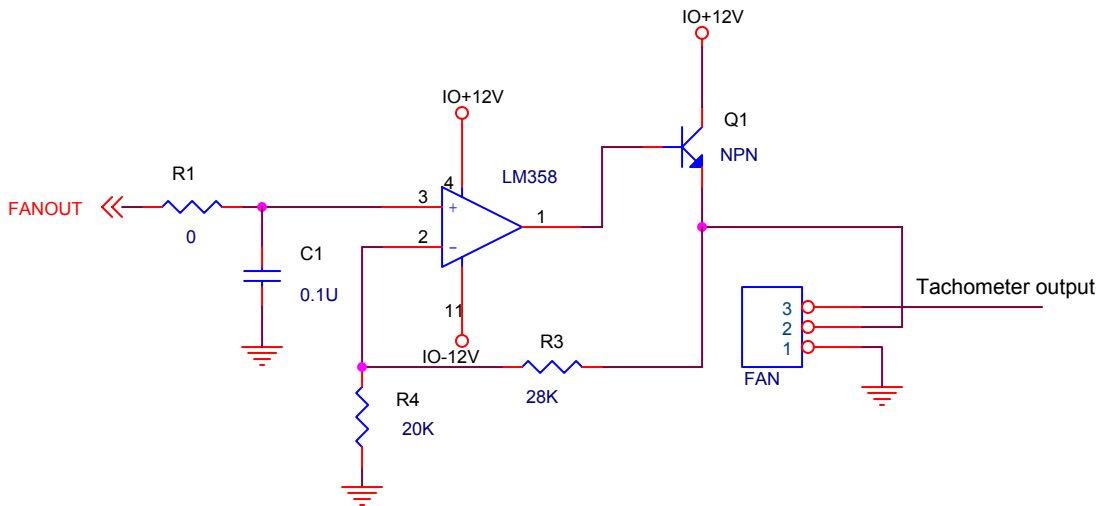 IO+12V
Q1
NPN
IO+12V
LM358
4
3
+
2
−
1
11
IO-12V
R1
0
FANOUT
C1
0.1U
R3
28K
R4
20K
Tachometer output
3
2
1
FAN